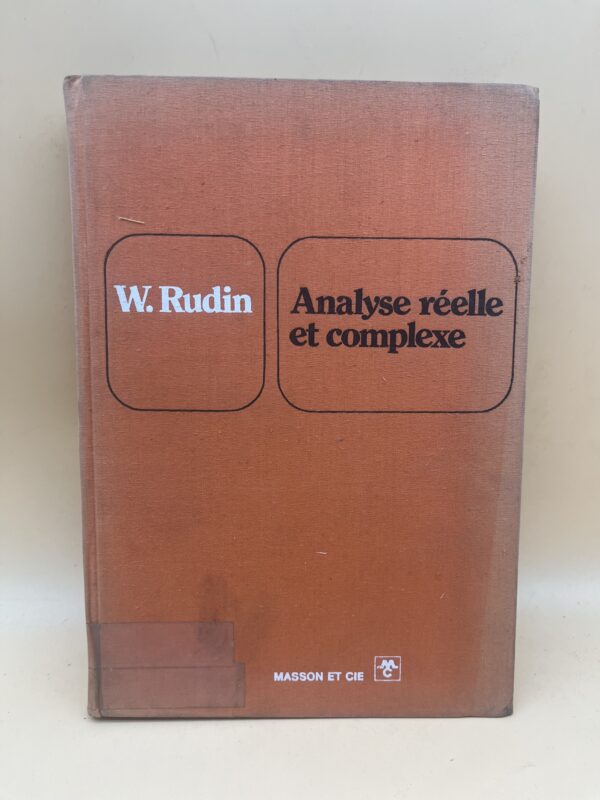 W. Rudin
Analyse réelle
et complexe
MASSON ET CIE
M
C